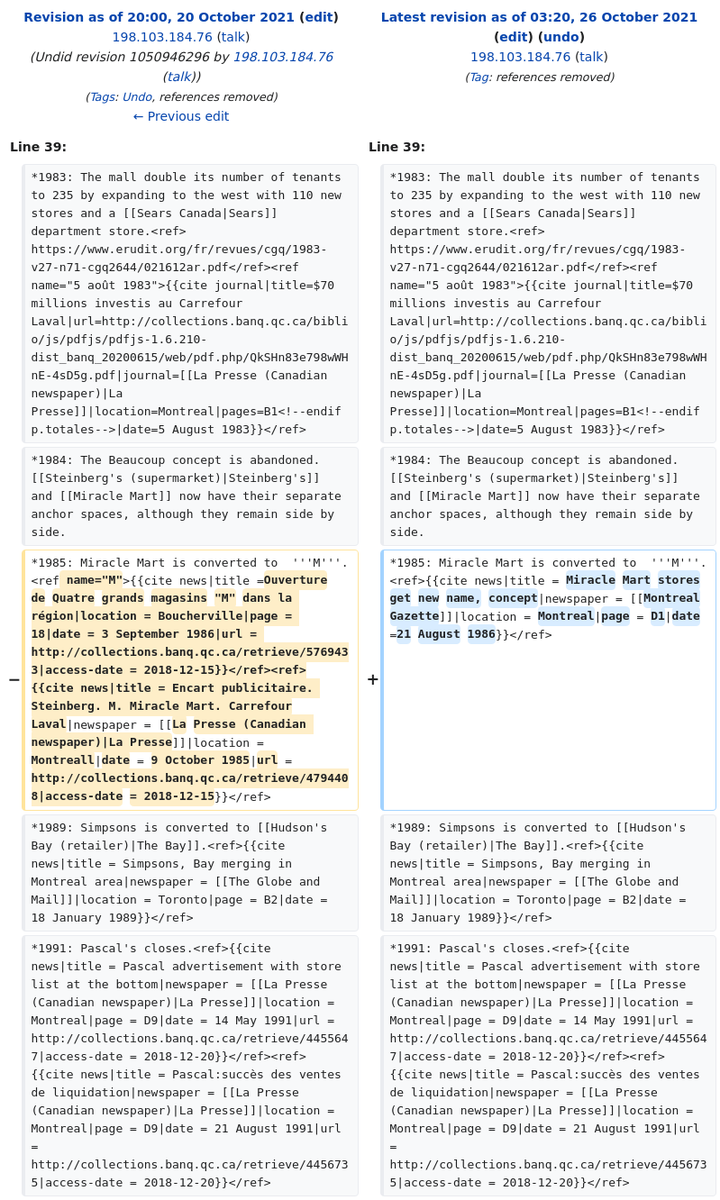 Revision as of 20:00, 20 October 2021 (edit)
198.103.184.76 (talk)
(Undid revision 1050946296 by 198.103.184.76
(talk))
(Tags: Undo, references removed)
← Previous edit
Latest revision as of 03:20, 26 October 2021
(edit) (undo)
198.103.184.76 (talk)
(Tag: references removed)
Line 39:
Line 39:
*1983: The mall double its number of tenants
to 235 by expanding to the west with 110 new
stores and a [[Sears Canada|Sears]]
department store.<ref>
https://www.erudit.org/fr/revues/cgq/1983-
v27-n71-cgq2644/021612ar.pdf</ref><ref
name="5 août 1983">{{cite journal|title=$70
millions investis au Carrefour
Laval|url=http://collections.banq.qc.ca/bibli
o/js/pdfjs/pdfjs-1.6.210-
dist_banq_20200615/web/pdf.php/QkSHn83e798wWH
nE-4sD5g.pdf|journal=[[La Presse (Canadian
newspaper)|La
Presse]]|location=Montreal|pages=B1<!--endif
p.totales-->|date=5 August 1983}}</ref>
*1983: The mall double its number of tenants
to 235 by expanding to the west with 110 new
stores and a [[Sears Canada|Sears]]
department store.<ref>
https://www.erudit.org/fr/revues/cgq/1983-
v27-n71-cgq2644/021612ar.pdf</ref><ref
name="5 août 1983">{{cite journal|title=$70
millions investis au Carrefour
Laval|url=http://collections.banq.qc.ca/bibli
o/js/pdfjs/pdfjs-1.6.210-
dist_banq_20200615/web/pdf.php/QkSHn83e798wWH
nE-4sD5g.pdf|journal=[[La Presse (Canadian
newspaper)|La
Presse]]|location=Montreal|pages=B1<!--endif
p.totales-->|date=5 August 1983}}</ref>
*1984: The Beaucoup concept is abandoned.
[[Steinberg's (supermarket)|Steinberg's]]
and [[Miracle Mart]] now have their separate
anchor spaces, although they remain side by
side.
*1984: The Beaucoup concept is abandoned.
[[Steinberg's (supermarket)|Steinberg's]]
and [[Miracle Mart]] now have their separate
anchor spaces, although they remain side by
side.
−
*1985: Miracle Mart is converted to  '''M'''.
<ref name="M">{{cite news|title =Ouverture
de Quatre grands magasins "M" dans la
région|location = Boucherville|page =
18|date = 3 September 1986|url =
http://collections.banq.qc.ca/retrieve/576943
3|access-date = 2018-12-15}}</ref><ref>
{{cite news|title = Encart publicitaire.
Steinberg. M. Miracle Mart. Carrefour
Laval|newspaper = [[La Presse (Canadian
newspaper)|La Presse]]|location =
Montreall|date = 9 October 1985|url =
http://collections.banq.qc.ca/retrieve/479440
8|access-date = 2018-12-15}}</ref>
+
*1985: Miracle Mart is converted to  '''M'''.
<ref>{{cite news|title = Miracle Mart stores
get new name, concept|newspaper = [[Montreal
Gazette]]|location = Montreal|page = D1|date
=21 August 1986}}</ref>
*1989: Simpsons is converted to [[Hudson's
Bay (retailer)|The Bay]].<ref>{{cite
news|title = Simpsons, Bay merging in
Montreal area|newspaper = [[The Globe and
Mail]]|location = Toronto|page = B2|date =
18 January 1989}}</ref>
*1989: Simpsons is converted to [[Hudson's
Bay (retailer)|The Bay]].<ref>{{cite
news|title = Simpsons, Bay merging in
Montreal area|newspaper = [[The Globe and
Mail]]|location = Toronto|page = B2|date =
18 January 1989}}</ref>
*1991: Pascal's closes.<ref>{{cite
news|title = Pascal advertisement with store
list at the bottom|newspaper = [[La Presse
(Canadian newspaper)|La Presse]]|location =
Montreal|page = D9|date = 14 May 1991|url =
http://collections.banq.qc.ca/retrieve/445564
7|access-date = 2018-12-20}}</ref><ref>
{{cite news|title = Pascal:succès des ventes
de liquidation|newspaper = [[La Presse
(Canadian newspaper)|La Presse]]|location =
Montreal|page = D9|date = 21 August 1991|url
=
http://collections.banq.qc.ca/retrieve/445673
5|access-date = 2018-12-20}}</ref>
*1991: Pascal's closes.<ref>{{cite
news|title = Pascal advertisement with store
list at the bottom|newspaper = [[La Presse
(Canadian newspaper)|La Presse]]|location =
Montreal|page = D9|date = 14 May 1991|url =
http://collections.banq.qc.ca/retrieve/445564
7|access-date = 2018-12-20}}</ref><ref>
{{cite news|title = Pascal:succès des ventes
de liquidation|newspaper = [[La Presse
(Canadian newspaper)|La Presse]]|location =
Montreal|page = D9|date = 21 August 1991|url
=
http://collections.banq.qc.ca/retrieve/445673
5|access-date = 2018-12-20}}</ref>